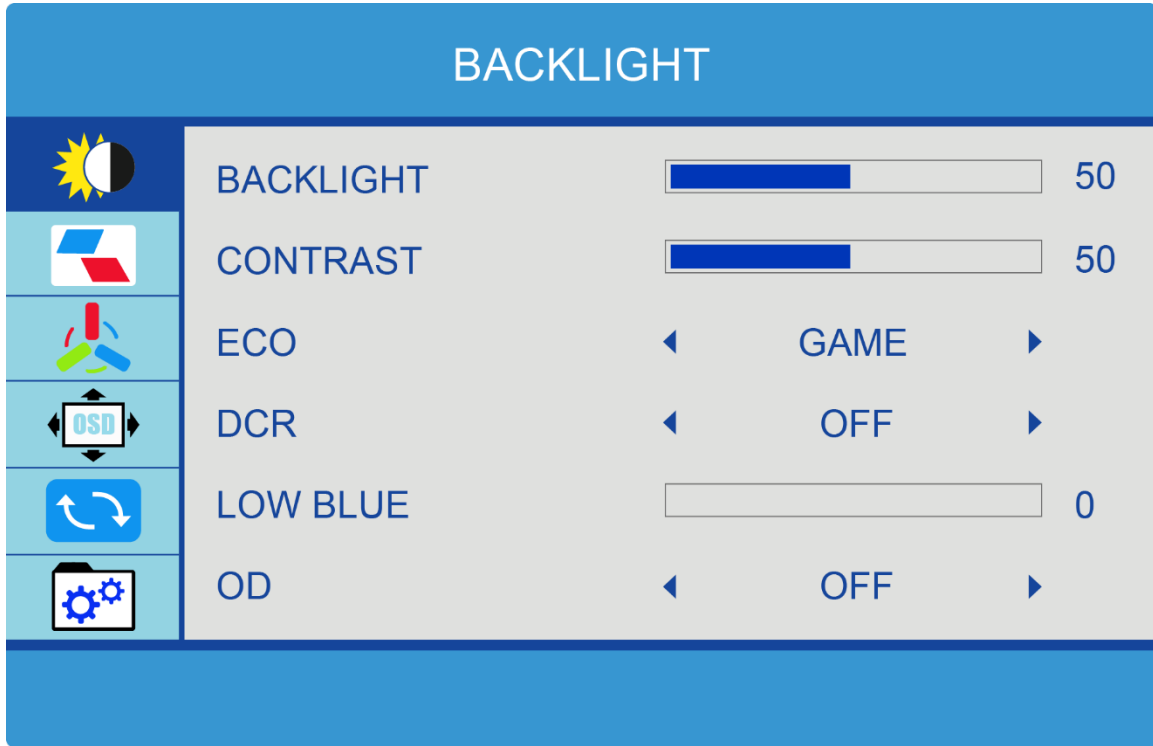 BACKLIGHT
BACKLIGHT 50
CONTRAST 50
ECO GAME
DCR OFF
OSD
LOW BLUE 0
OD OFF